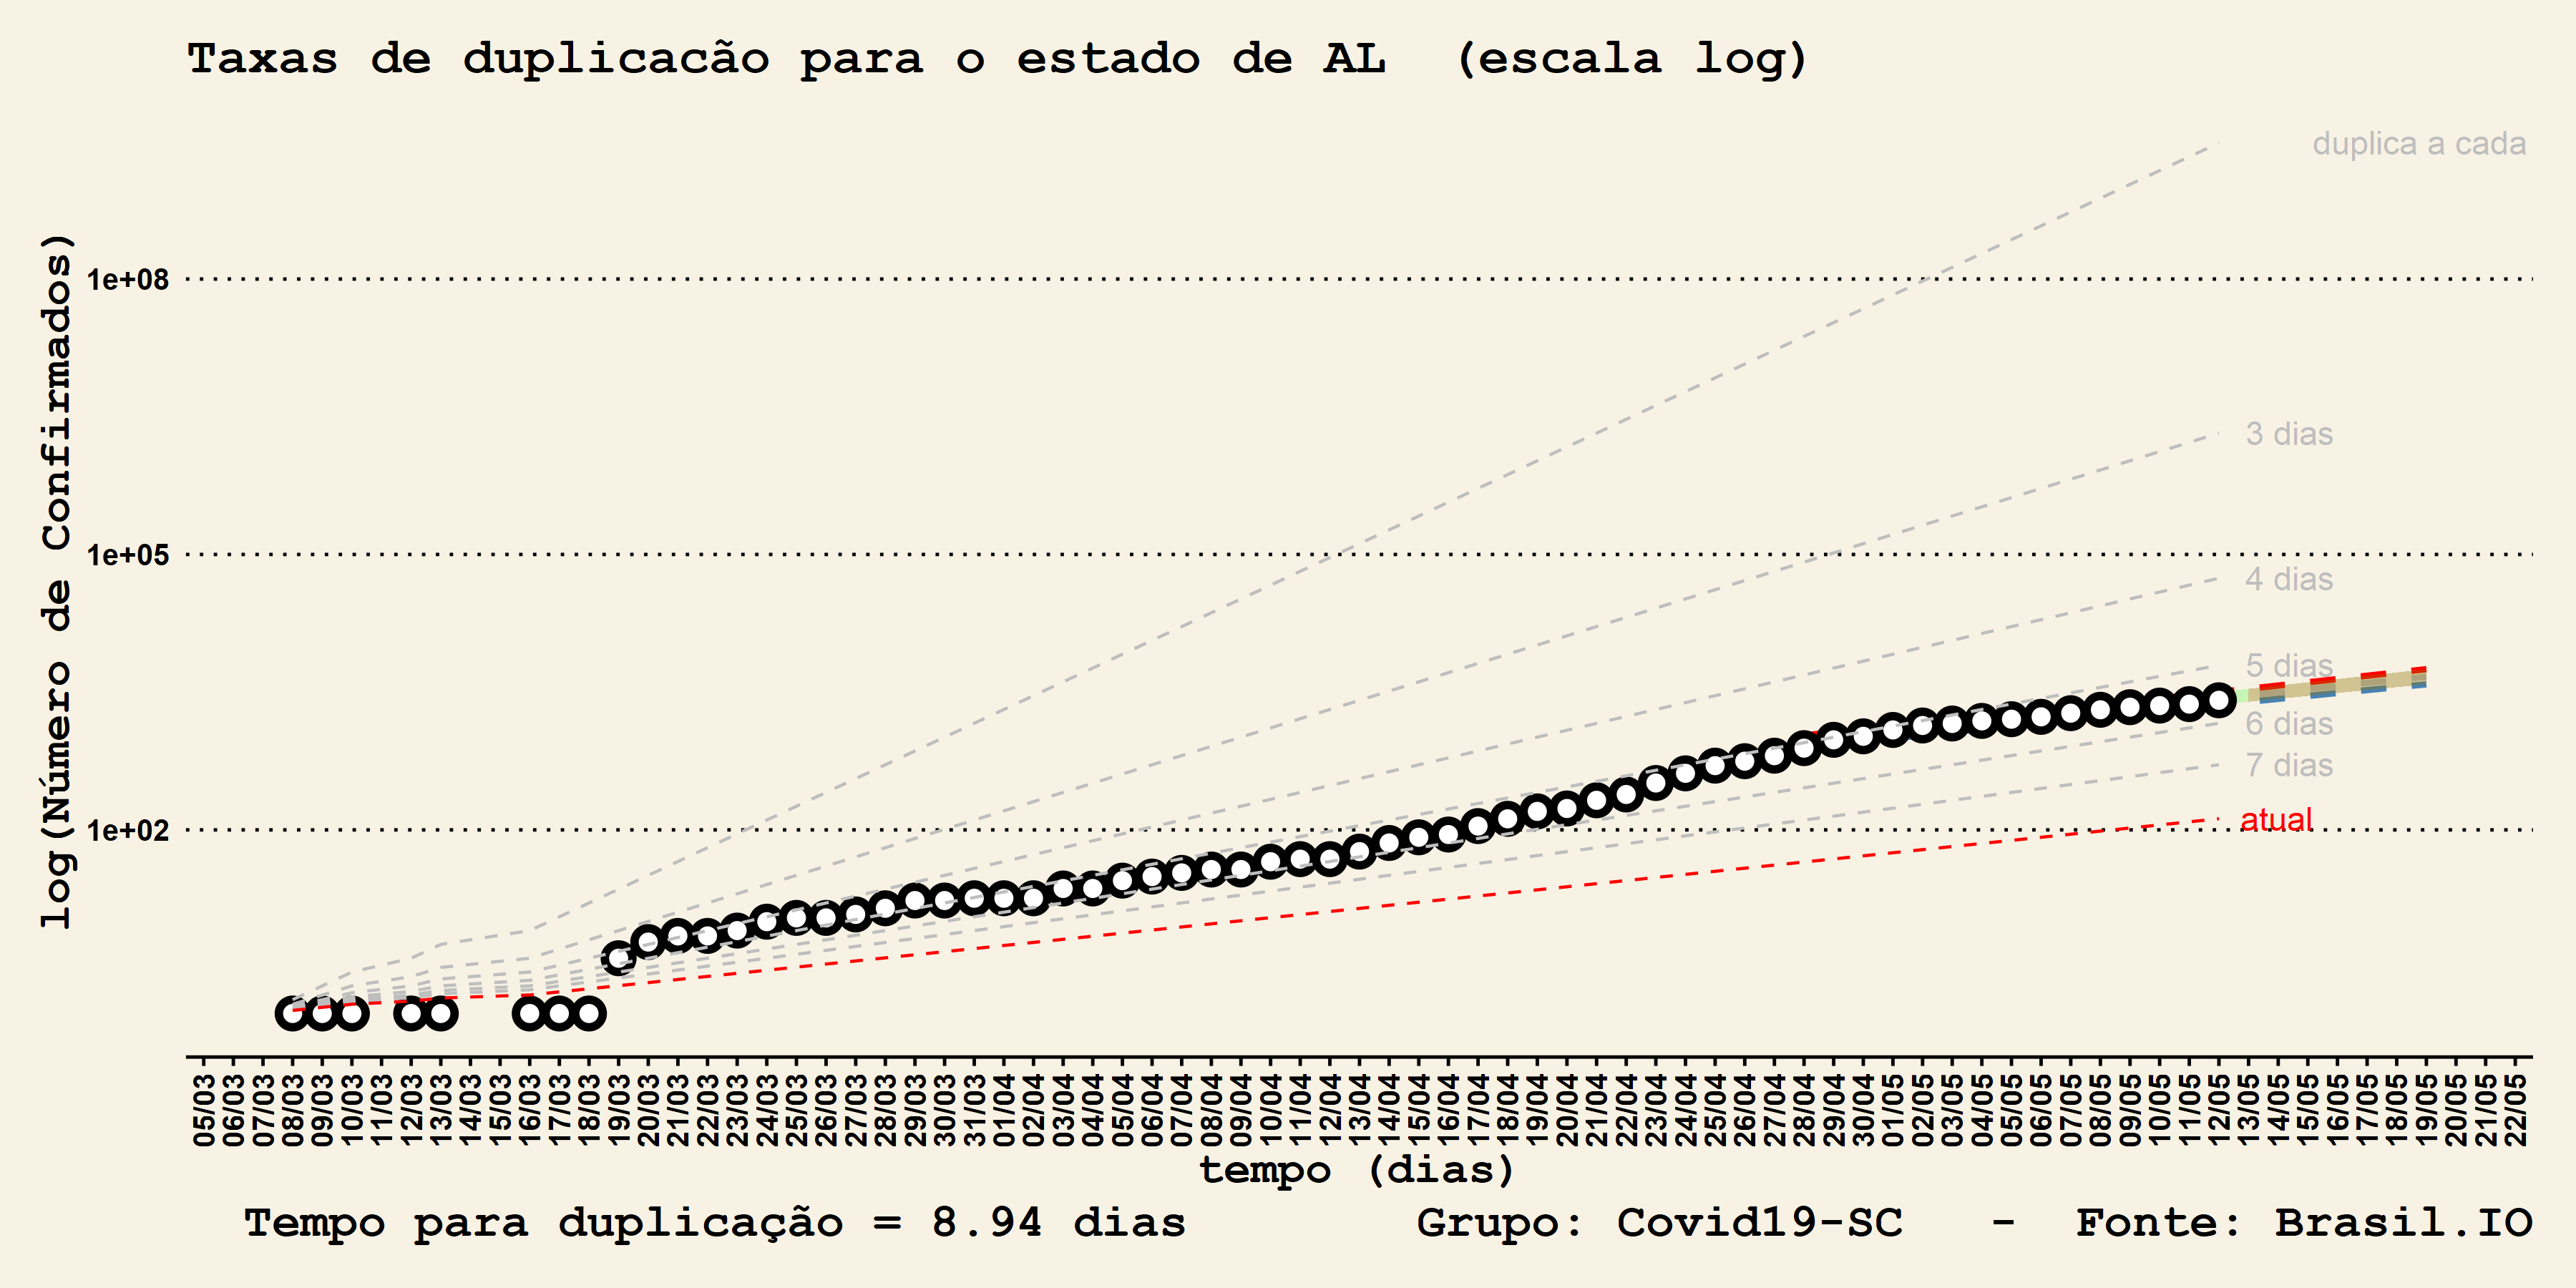 Taxas de duplicacão para o estado de AL (escala log)
duplica a cada
1e+08
3 dias
1e+05
4 dias
5 dias
6 dias
7 dias
atual
1e+02
log(Número de Confirmados)
05/03 06/03 07/03 08/03 09/03 10/03 11/03 12/03 13/03 14/03 15/03 16/03 17/03 18/03 19/03 20/03 21/03 22/03 23/03 24/03 25/03 26/03 27/03 28/03 29/03 30/03 31/03 01/04 02/04 03/04 04/04 05/04 06/04 07/04 08/04 09/04 10/04 11/04 12/04 13/04 14/04 15/04 16/04 17/04 18/04 19/04 20/04 21/04 22/04 23/04 24/04 25/04 26/04 27/04 28/04 29/04 30/04 01/05 02/05 03/05 04/05 05/05 06/05 07/05 08/05 09/05 10/05 11/05 12/05 13/05 14/05 15/05 16/05 17/05 18/05 19/05 20/05 21/05 22/05
tempo (dias)
Tempo para duplicação = 8.94 dias Grupo: Covid19-SC - Fonte: Brasil.IO